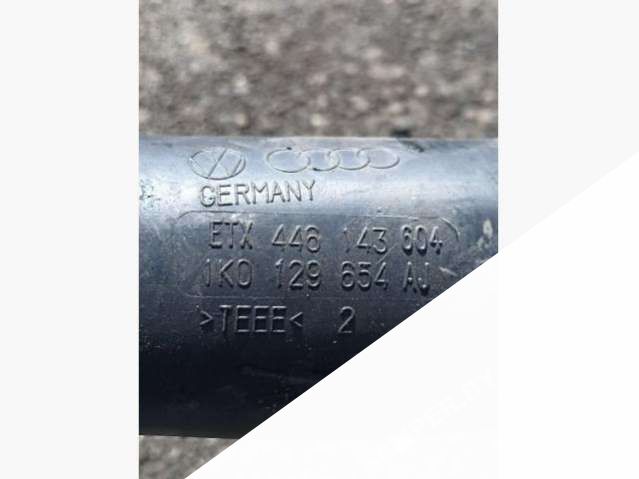 GERMANY
ETX 446 143 604
1K0 129 654 AJ
>TEEE< 2